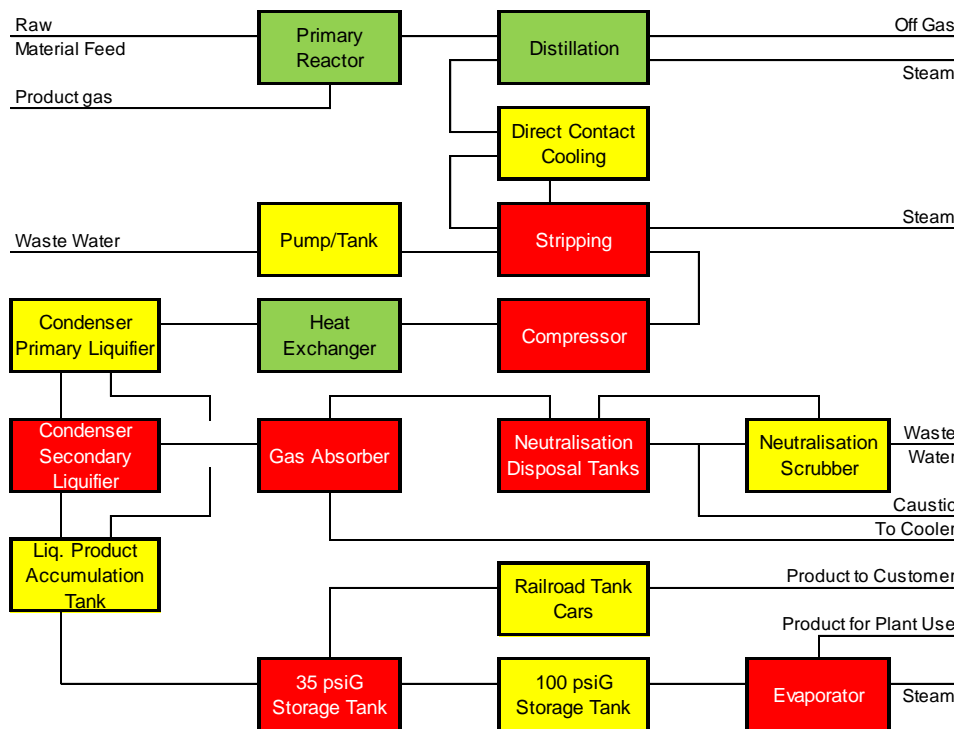 Raw
Material Feed
Primary
Reactor
Distillation
Off Gas
Steam
Product gas
Direct Contact
Cooling
Waste Water
Pump/Tank
Stripping
Steam
Condenser
Primary Liquifier
Heat
Exchanger
Compressor
Condenser
Secondary
Liquifier
Gas Absorber
Neutralisation
Disposal Tanks
Neutralisation
Scrubber
Waste
Water
Caustic
To Cooler
Liq. Product
Accumulation
Tank
Railroad Tank
Cars
Product to Customer
Product for Plant Use
35 psiG
Storage Tank
100 psiG
Storage Tank
Evaporator
Steam